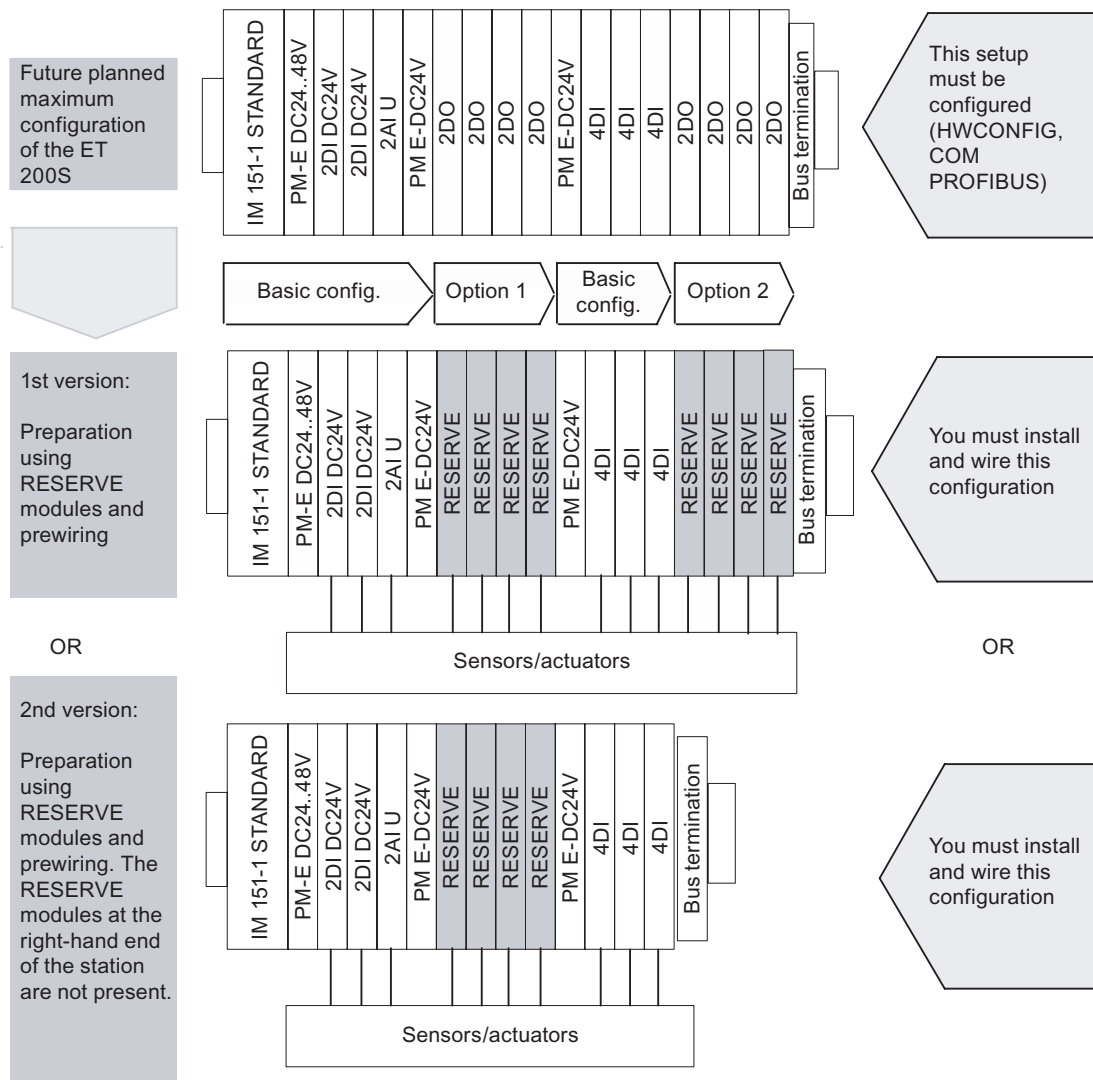 Future planned
maximum
configuration
of the ET
200S
IM 151-1 STANDARD
PM-E DC24..48V
2DI DC24V
2DI DC24V
2AI U
PM E-DC24V
2DO
2DO
2DO
2DO
PM E-DC24V
4DI
4DI
4DI
2DO
2DO
2DO
2DO
Bus termination
This setup
must be
configured
(HWCONFIG,
COM
PROFIBUS)
Basic config.
Option 1
Basic
config.
Option 2
1st version:
Preparation
using
RESERVE
modules and
prewiring
IM 151-1 STANDARD
PM-E DC24..48V
2DI DC24V
2DI DC24V
2AI U
PM E-DC24V
RESERVE
RESERVE
RESERVE
RESERVE
PM E-DC24V
4DI
4DI
4DI
RESERVE
RESERVE
RESERVE
RESERVE
Bus termination
You must install
and wire this
configuration
Sensors/actuators
OR
OR
2nd version:
Preparation
using
RESERVE
modules and
prewiring. The
RESERVE
modules at the
right-hand end
of the station
are not present.
IM 151-1 STANDARD
PM-E DC24..48V
2DI DC24V
2DI DC24V
2AI U
PM E-DC24V
RESERVE
RESERVE
RESERVE
RESERVE
PM E-DC24V
4DI
4DI
4DI
Bus termination
You must install
and wire this
configuration
Sensors/actuators